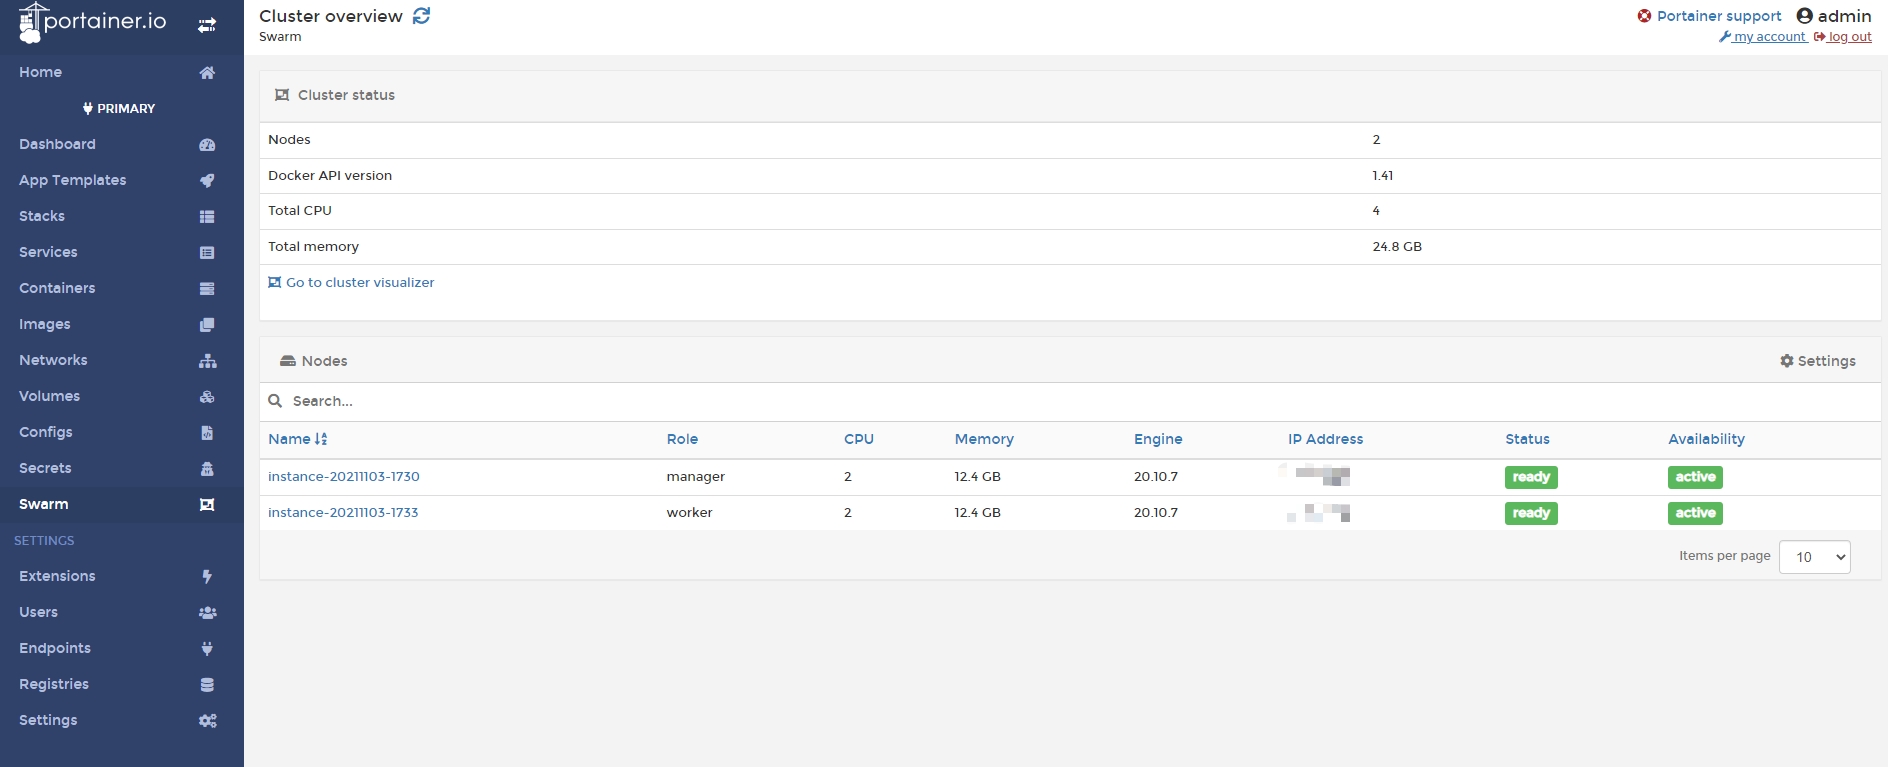 portainer.io
Home
PRIMARY
Dashboard
App Templates
Stacks
Services
Containers
Images
Networks
Volumes
Configs
Secrets
Swarm
SETTINGS
Extensions
Users
Endpoints
Registries
Settings
Cluster overview
Swarm
Portainer support admin
my account log out
Cluster status
Nodes 2
Docker API version 1.41
Total CPU 4
Total memory 24.8 GB
Go to cluster visualizer
Nodes Settings
Search...
Name Role CPU Memory Engine IP Address Status Availability
instance-20211103-1730 manager 2 12.4 GB 20.10.7 ready active
instance-20211103-1733 worker 2 12.4 GB 20.10.7 ready active
Items per page 10